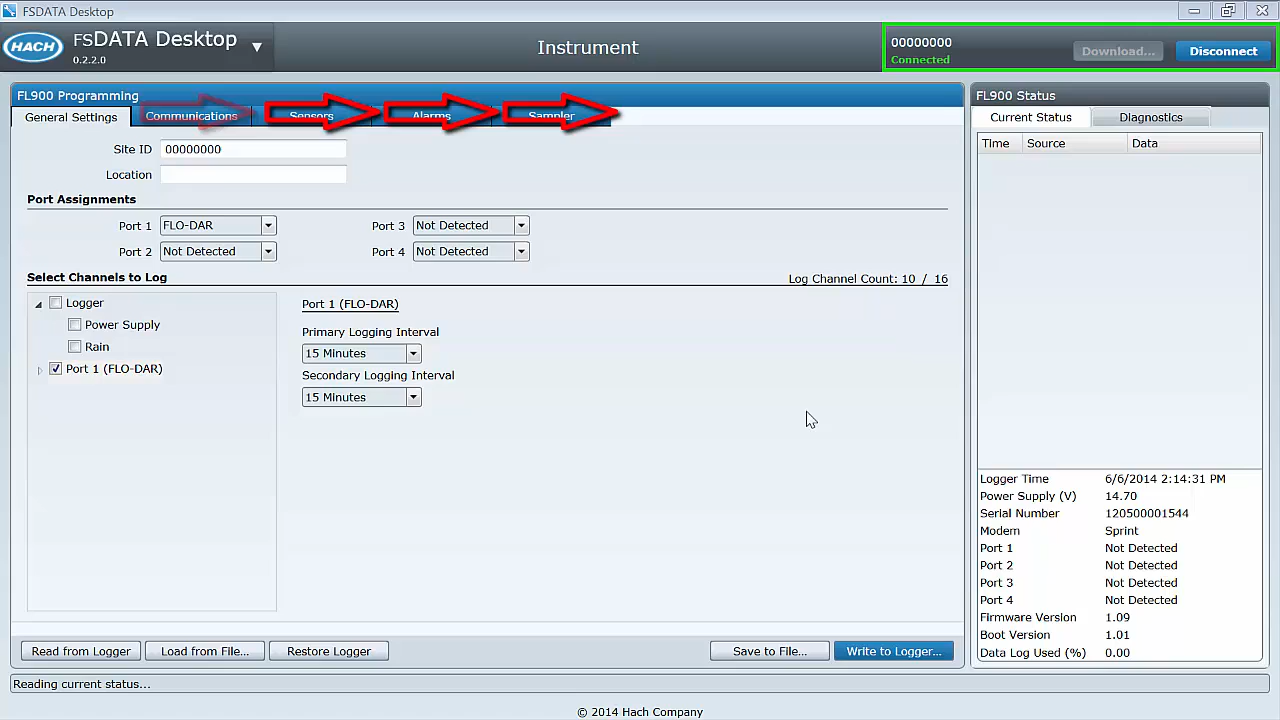 FSDATA Desktop
HACH
FSDATA Desktop
0.2.2.0
Instrument
00000000
Connected
Download...
Disconnect
FL900 Programming
General Settings
Communications
Sensors
Alarms
Sampler
Site ID
00000000
Location
Port Assignments
Port 1
FLO-DAR
Port 3
Not Detected
Port 2
Not Detected
Port 4
Not Detected
Select Channels to Log
Log Channel Count: 10 / 16
Logger
Power Supply
Rain
Port 1 (FLO-DAR)
Port 1 (FLO-DAR)
Primary Logging Interval
15 Minutes
Secondary Logging Interval
15 Minutes
Read from Logger
Load from File...
Restore Logger
Save to File...
Write to Logger...
FL900 Status
Current Status
Diagnostics
Time Source Data
Logger Time 6/6/2014 2:14:31 PM
Power Supply (V) 14.70
Serial Number 120500001544
Modem Sprint
Port 1 Not Detected
Port 2 Not Detected
Port 3 Not Detected
Port 4 Not Detected
Firmware Version 1.09
Boot Version 1.01
Data Log Used (%) 0.00
Reading current status...
© 2014 Hach Company